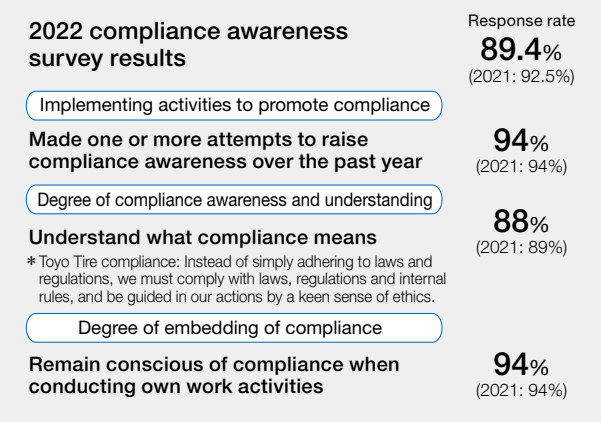 2022 compliance awareness
survey results
Response rate
89.4%
(2021: 92.5%)
Implementing activities to promote compliance
Made one or more attempts to raise
compliance awareness over the past year
94%
(2021: 94%)
Degree of compliance awareness and understanding
Understand what compliance means
88%
(2021: 89%)
* Toyo Tire compliance: Instead of simply adhering to laws and
regulations, we must comply with laws, regulations and internal
rules, and be guided in our actions by a keen sense of ethics.
Degree of embedding of compliance
Remain conscious of compliance when
conducting own work activities
94%
(2021: 94%)